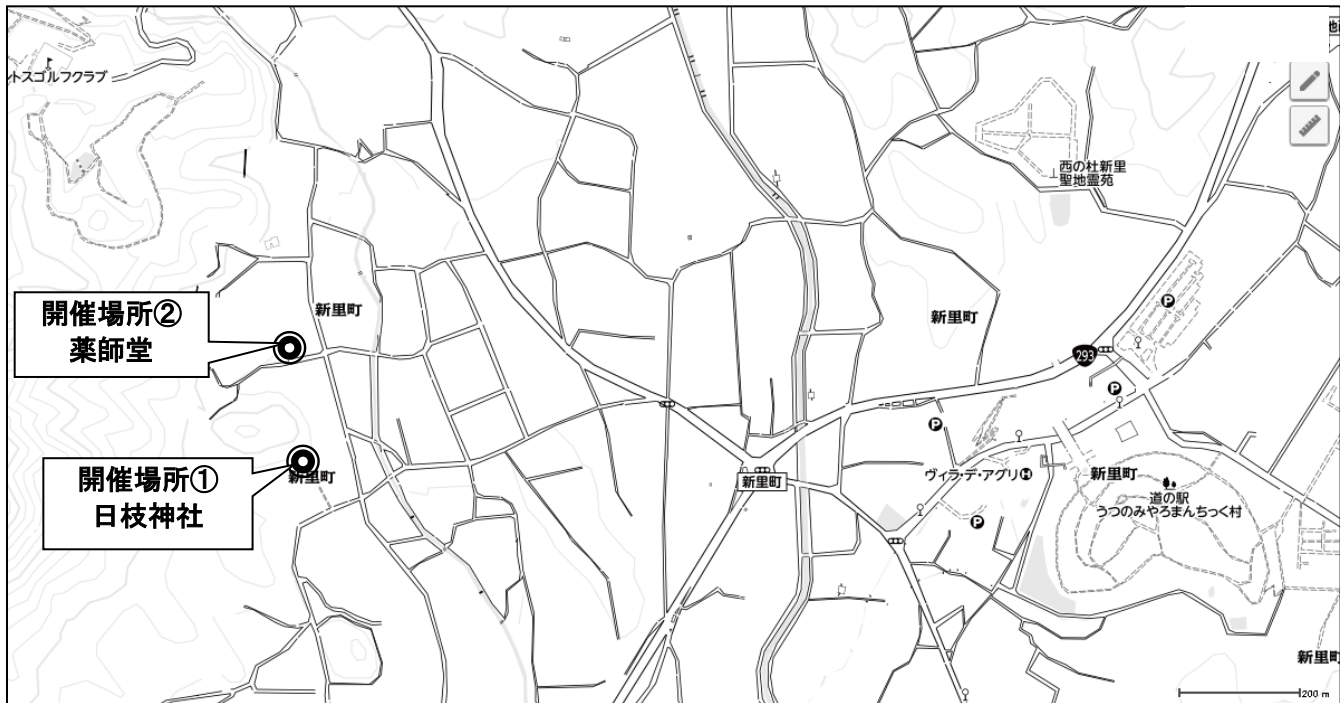 トスゴルフクラブ
西の杜新里
聖地霊苑
開催場所②
薬師堂
新里町
新里町
293
P
P
P
開催場所①
日枝神社
新里町
新里町
ヴィラ・デ・アグリ
H
新里町
道の駅
うつのみやろまんちっく村
P
新里町
200 m